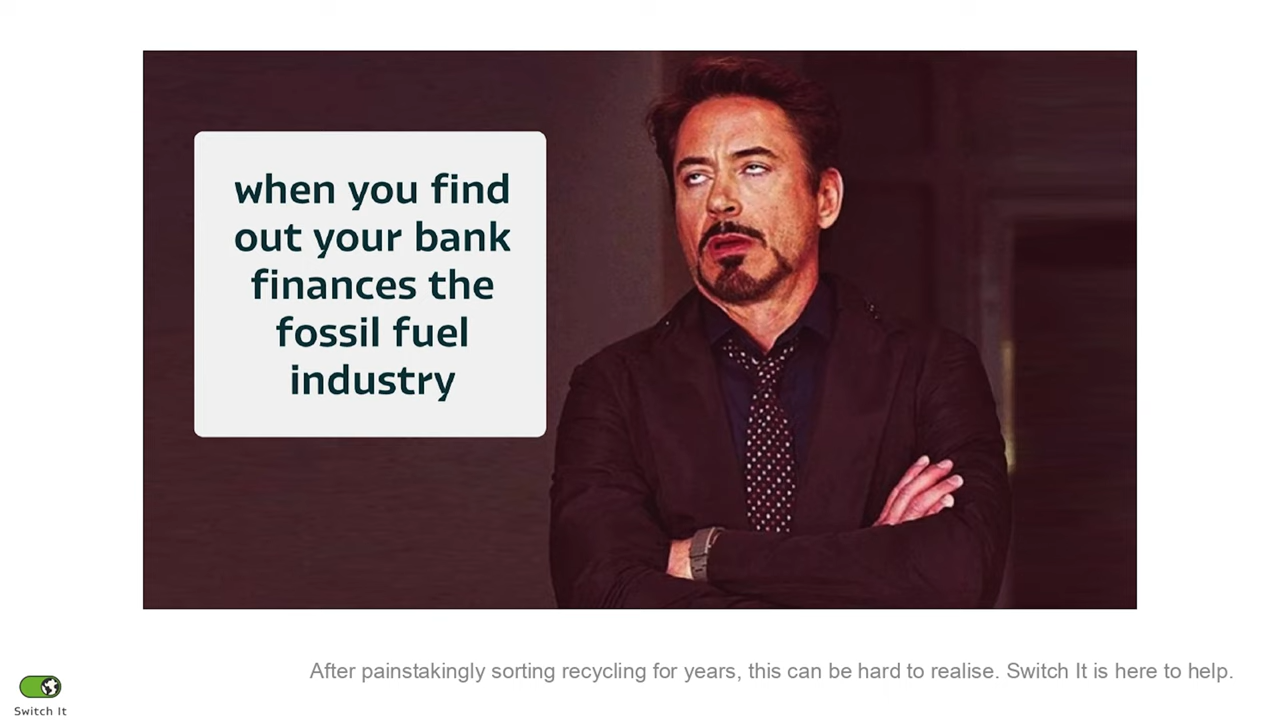 when you find
out your bank
finances the
fossil fuel
industry
After painstakingly sorting recycling for years, this can be hard to realise. Switch It is here to help.
Switch It